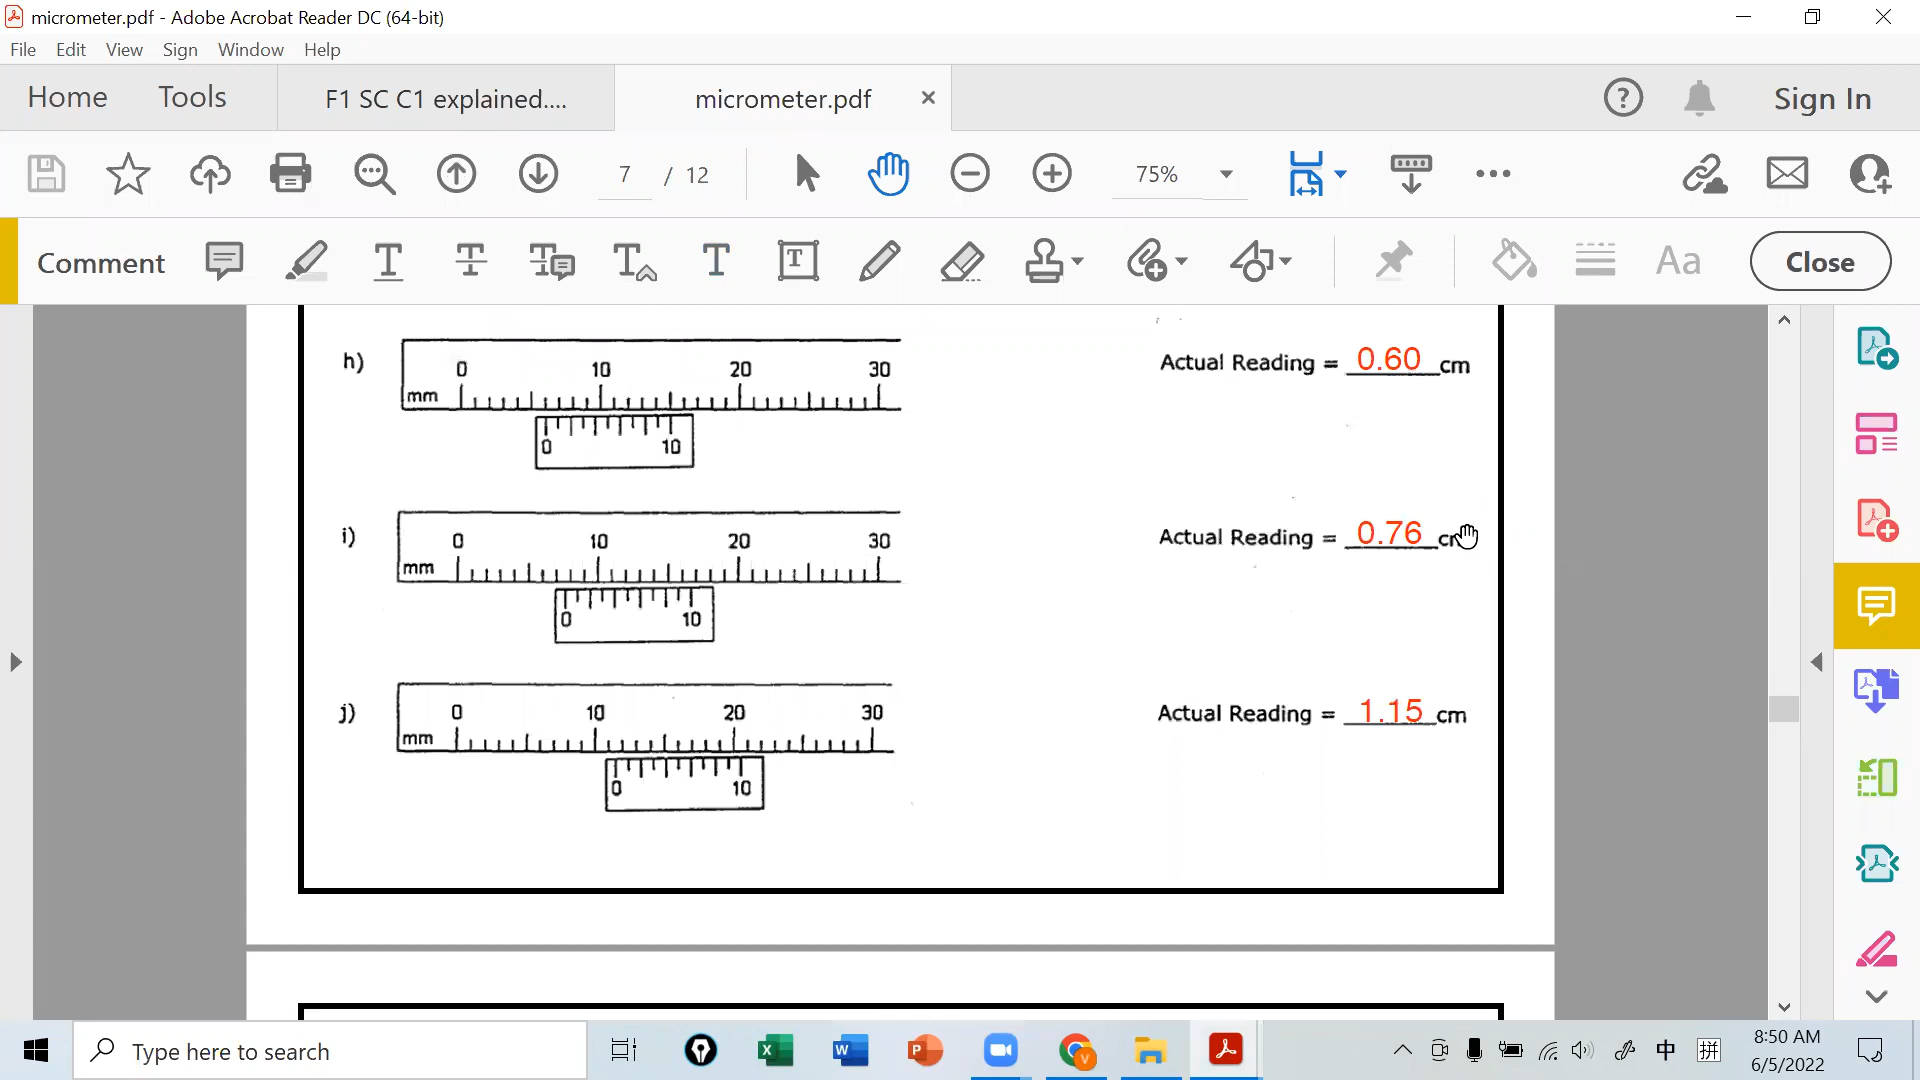 micrometer.pdf - Adobe Acrobat Reader DC (64-bit)
File Edit View Sign Window Help
Home Tools F1 SC C1 explained.... micrometer.pdf Sign In
7 / 12 75%
Comment Aa Close
h) 0 10 20 30 Actual Reading = 0.60 cm
mm
0 10
i) 0 10 20 30 Actual Reading = 0.76
mm
0 10
j) 0 10 20 30 Actual Reading = 1.15 cm
mm
0 10
Type here to search
中 拼 8:50 AM
6/5/2022